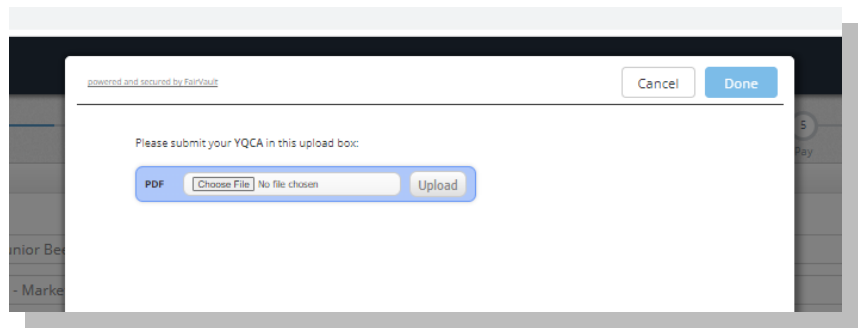 powered and secured by FairVault
Cancel
Done
5
Pay
Please submit your YQCA in this upload box:
PDF
Choose File No file chosen
Upload
unior Bee
- Marke